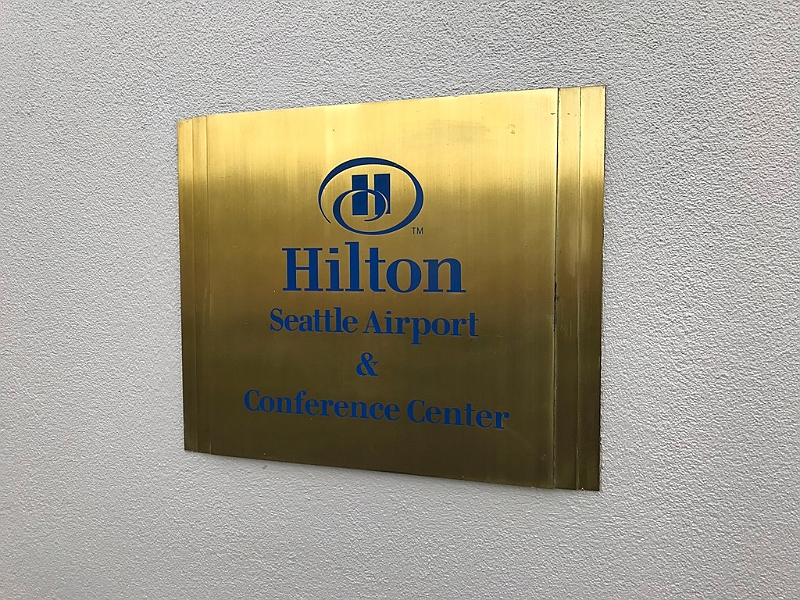 H
TM
Hilton
Seattle Airport
&
Conference Center